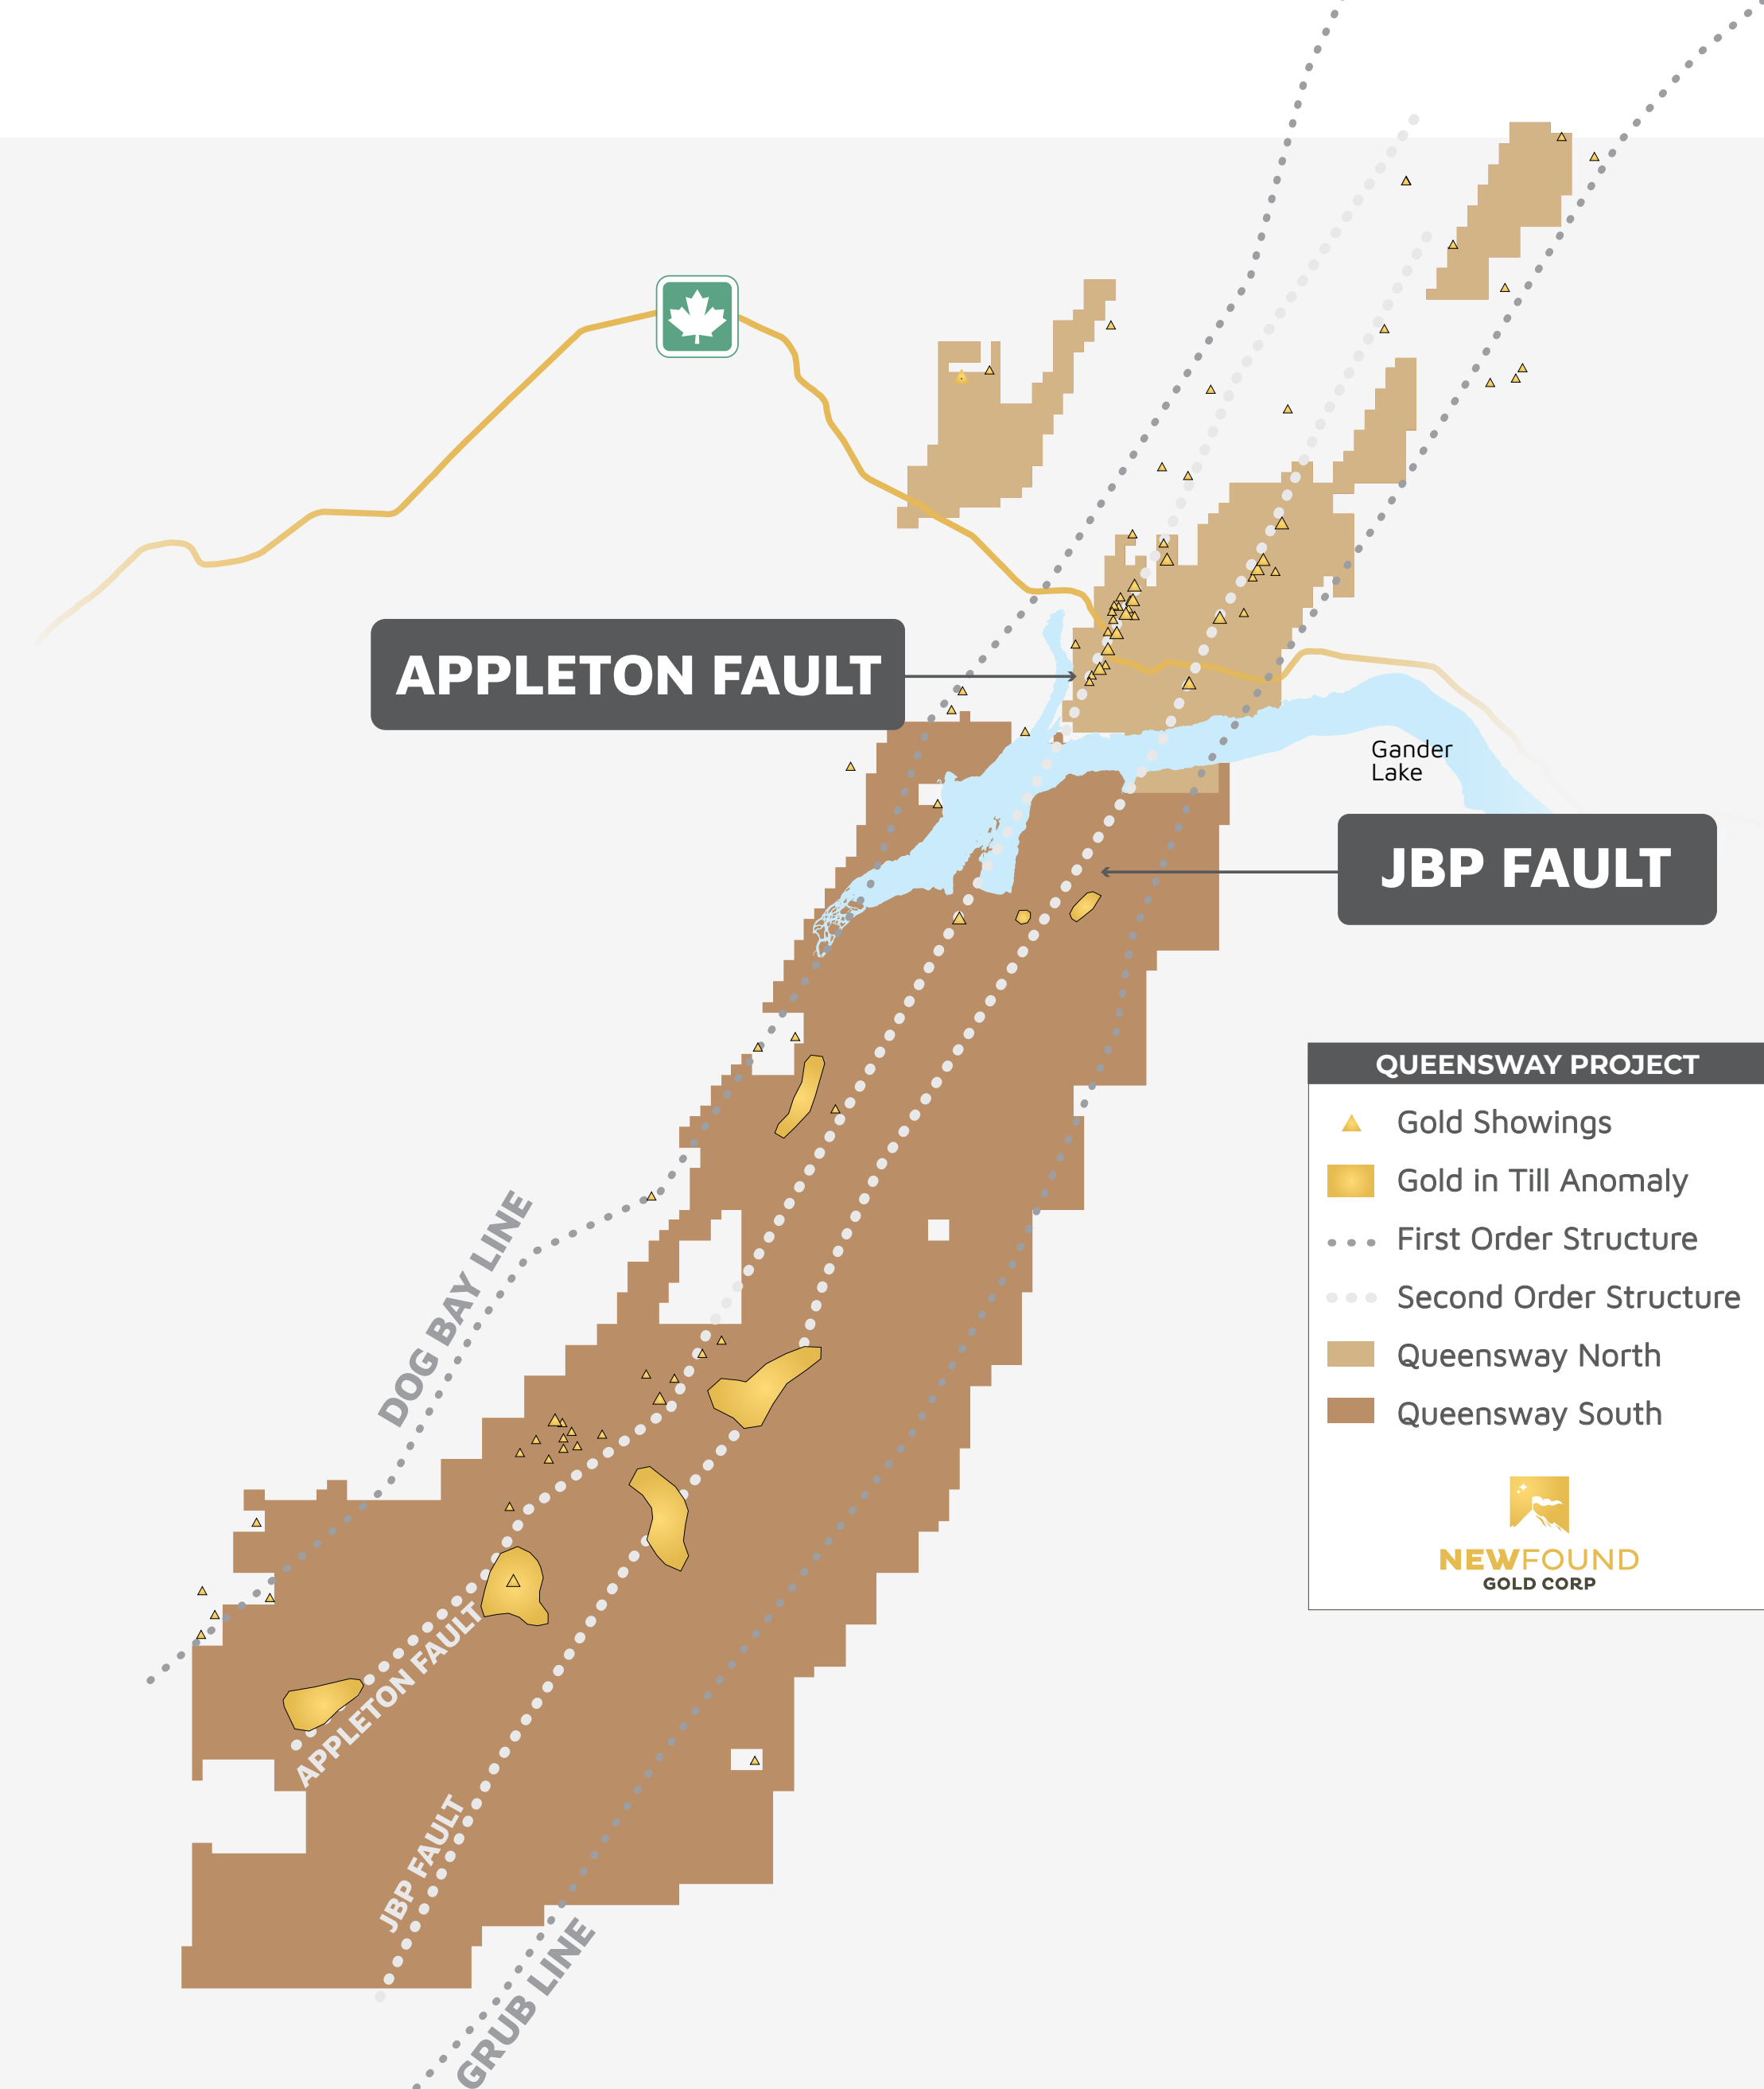 APPLETON FAULT
Gander
Lake
JBP FAULT
QUEENSWAY PROJECT
Gold Showings
Gold in Till Anomaly
First Order Structure
Second Order Structure
Queensway North
Queensway South
NEWFOUND
GOLD CORP
DOG BAY LINE
APPLETON FAULT
JBP FAULT
GRUB LINE